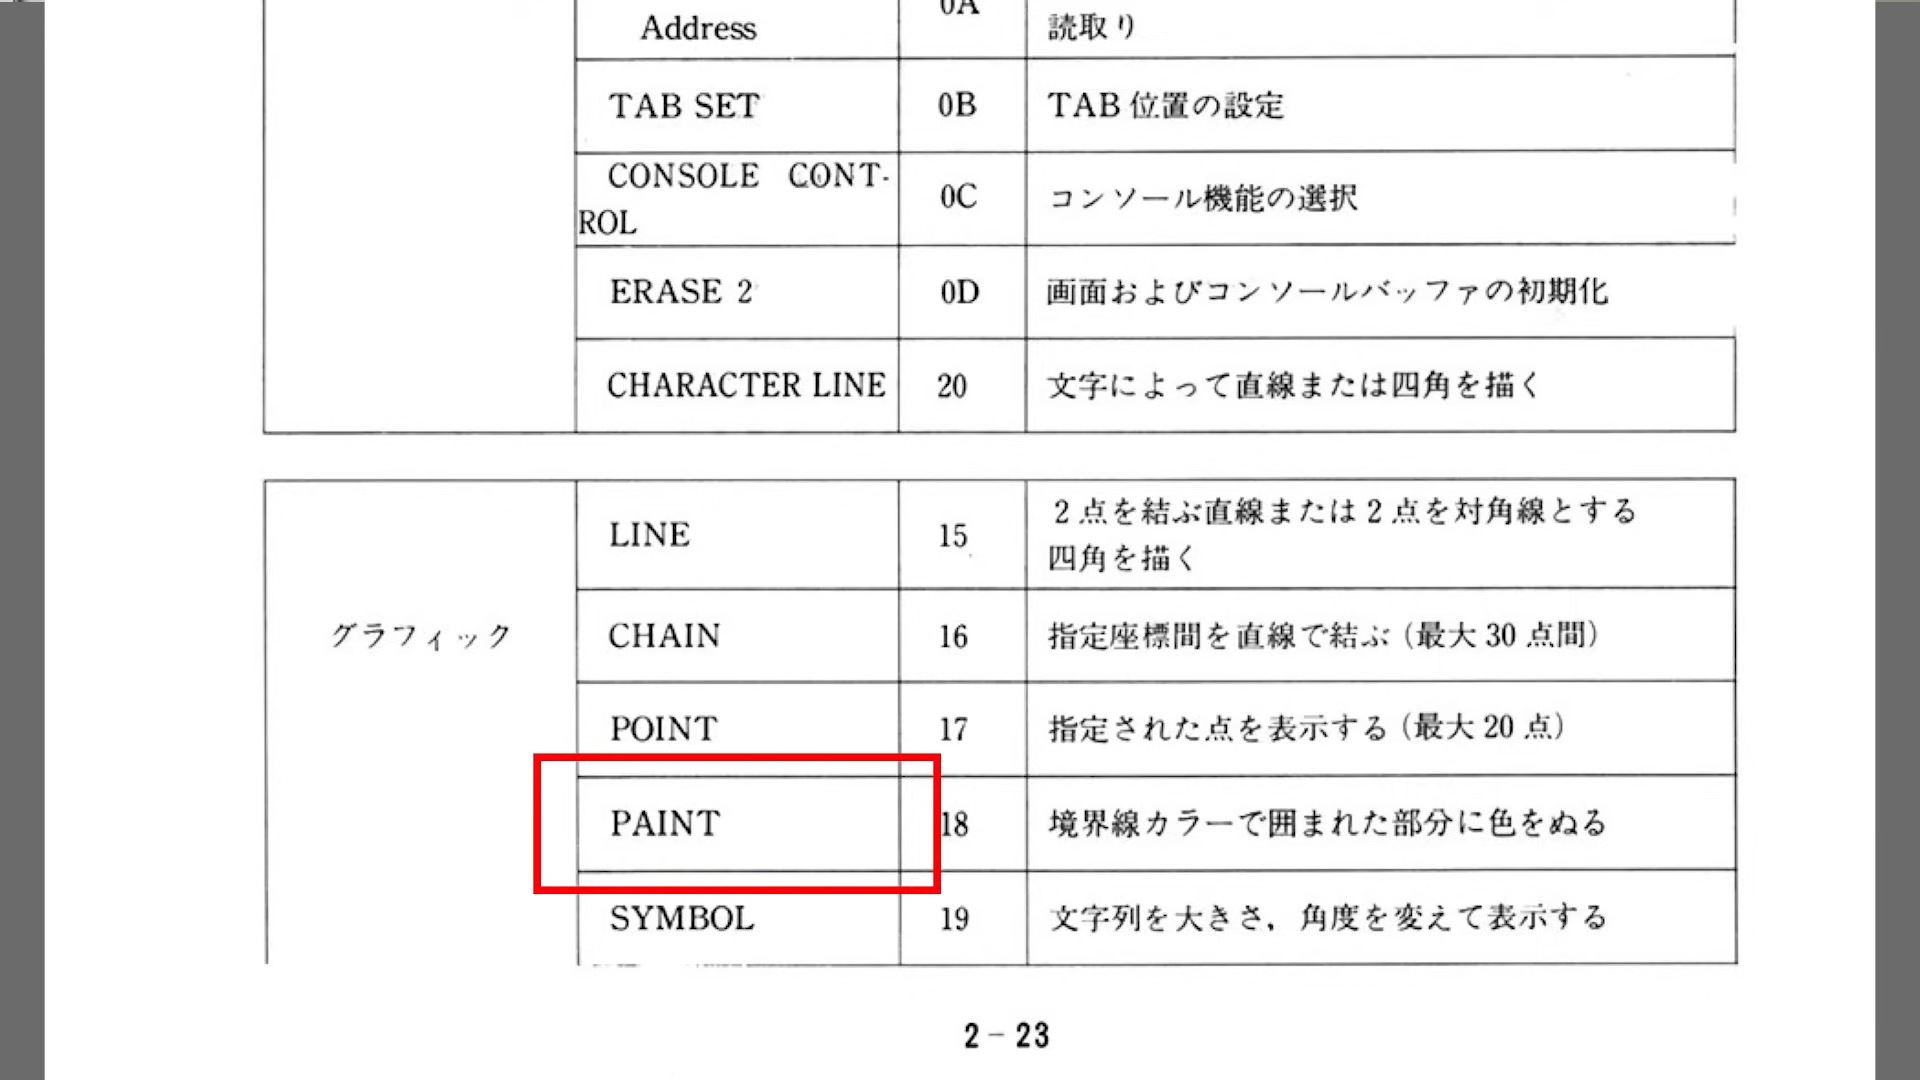 Address 0A 読取り
TAB SET 0B TAB位置の設定
CONSOLE CONT-
ROL 0C コンソール機能の選択
ERASE 2 0D 画面およびコンソールバッファの初期化
CHARACTER LINE 20 文字によって直線または四角を描く
グラフィック
LINE 15 2点を結ぶ直線または2点を対角線とする
四角を描く
CHAIN 16 指定座標間を直線で結ぶ(最大30点間)
POINT 17 指定された点を表示する(最大20点)
PAINT 18 境界線カラーで囲まれた部分に色をぬる
SYMBOL 19 文字列を大きさ,角度を変えて表示する
2-23